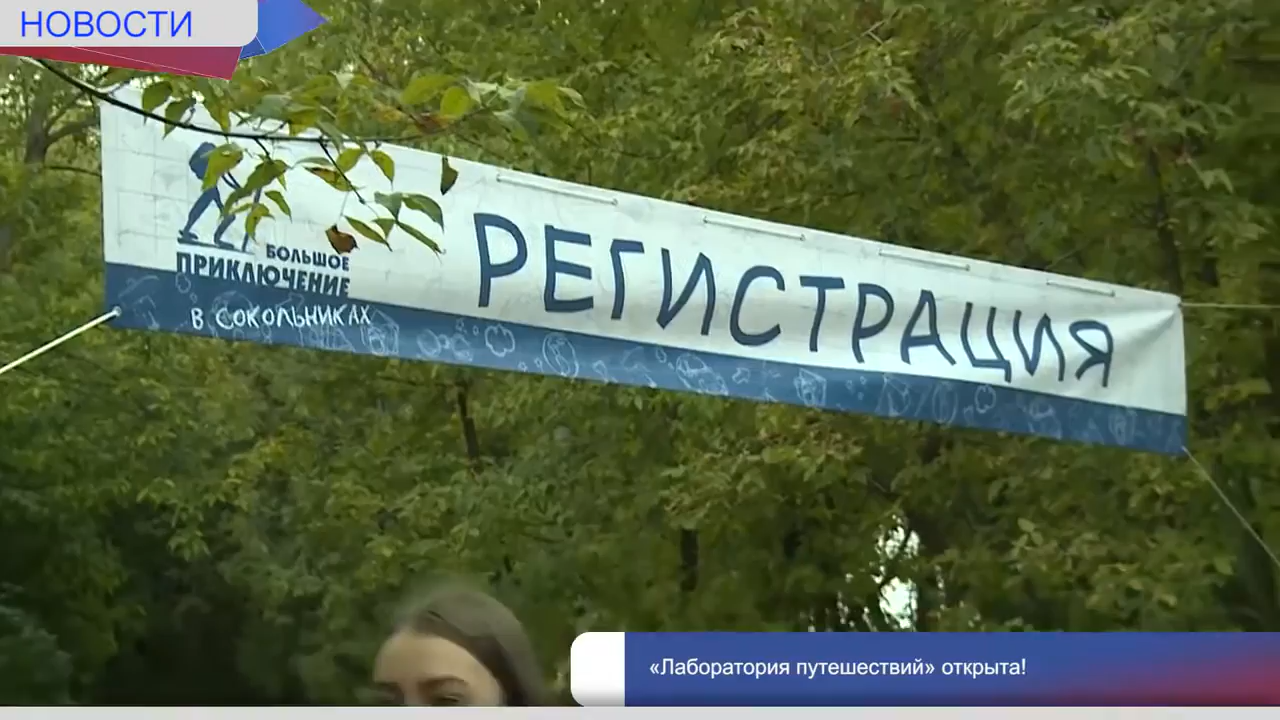 НОВОСТИ
БОЛЬШОЕ
ПРИКЛЮЧЕНИЕ
В СОКОЛЬНИКАХ
РЕГИСТРАЦИЯ
«Лаборатория путешествий» открыта!